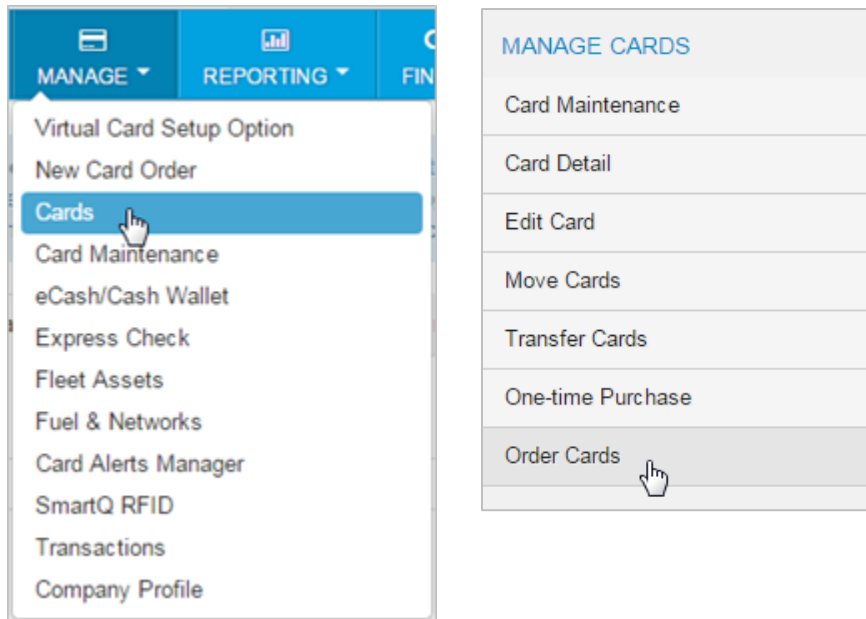 MANAGE
REPORTING
FIN
Virtual Card Setup Option
New Card Order
Cards
Card Maintenance
eCash/Cash Wallet
Express Check
Fleet Assets
Fuel & Networks
Card Alerts Manager
SmartQ RFID
Transactions
Company Profile
MANAGE CARDS
Card Maintenance
Card Detail
Edit Card
Move Cards
Transfer Cards
One-time Purchase
Order Cards